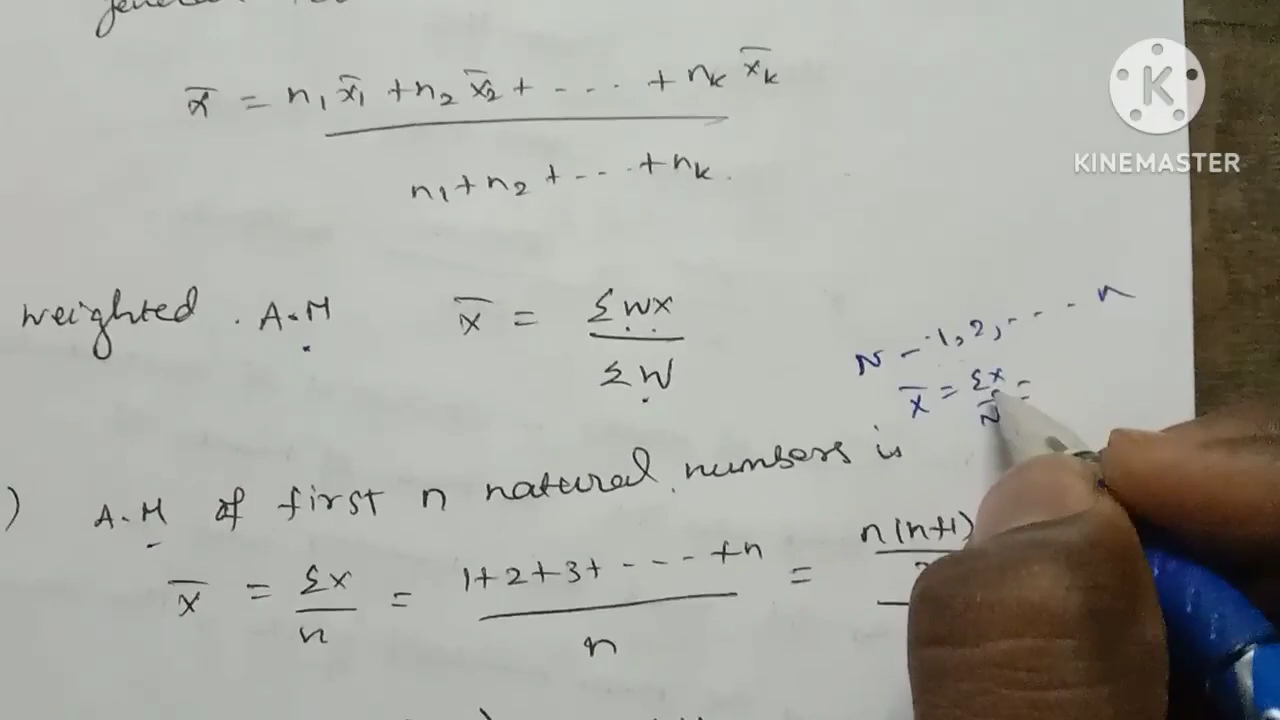 x̄ = n₁x̄₁ + n₂x̄₂ + - - - + nₖx̄ₖ
n₁ + n₂ + - - - + nₖ.
KINEMASTER
weighted. A.M x̄ = Σwx
ΣW
N - 1, 2, - - - - n
x̄ = Σx =
N
) A.M of first n natural numbers is
x̄ = Σx = 1+2+3+ - - - - +n = n(n+1)
n n